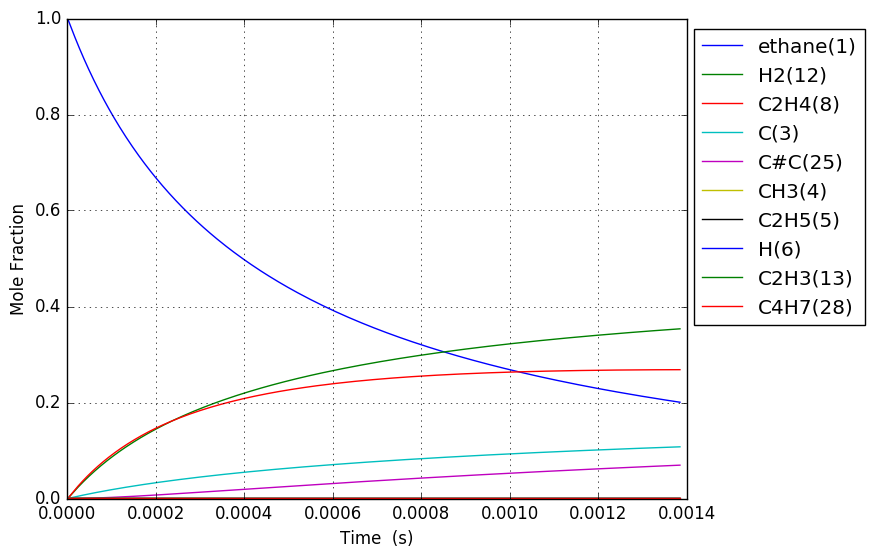 1.0
0.8
0.6
0.4
0.2
0.0
Mole Fraction
0.0000 0.0002 0.0004 0.0006 0.0008 0.0010 0.0012 0.0014
Time (s)
ethane(1)
H2(12)
C2H4(8)
C(3)
C#C(25)
CH3(4)
C2H5(5)
H(6)
C2H3(13)
C4H7(28)